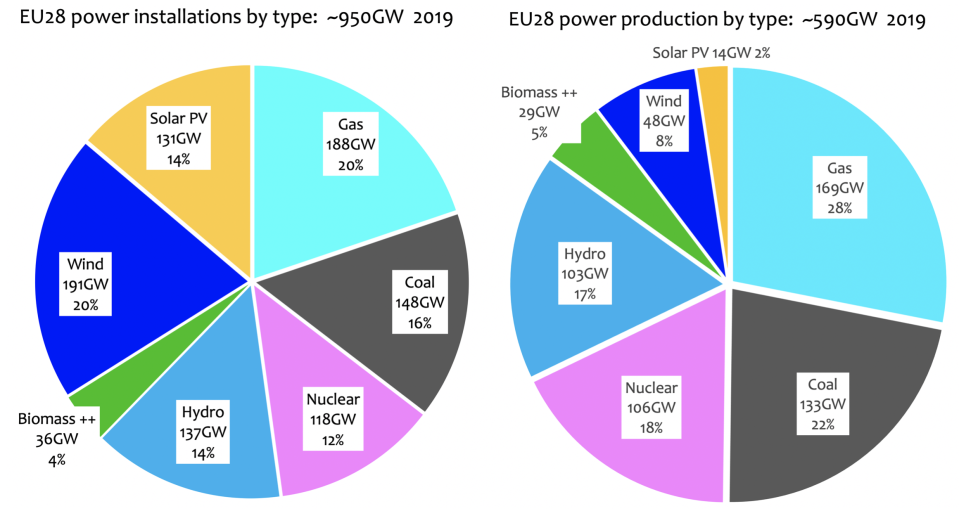 EU28 power installations by type: ~950GW 2019
Solar PV
131GW
14%
Gas
188GW
20%
Wind
191GW
20%
Coal
148GW
16%
Biomass ++
36GW
4%
Hydro
137GW
14%
Nuclear
118GW
12%
EU28 power production by type: ~590GW 2019
Solar PV 14GW 2%
Biomass ++
29GW
5%
Wind
48GW
8%
Gas
169GW
28%
Hydro
103GW
17%
Nuclear
106GW
18%
Coal
133GW
22%